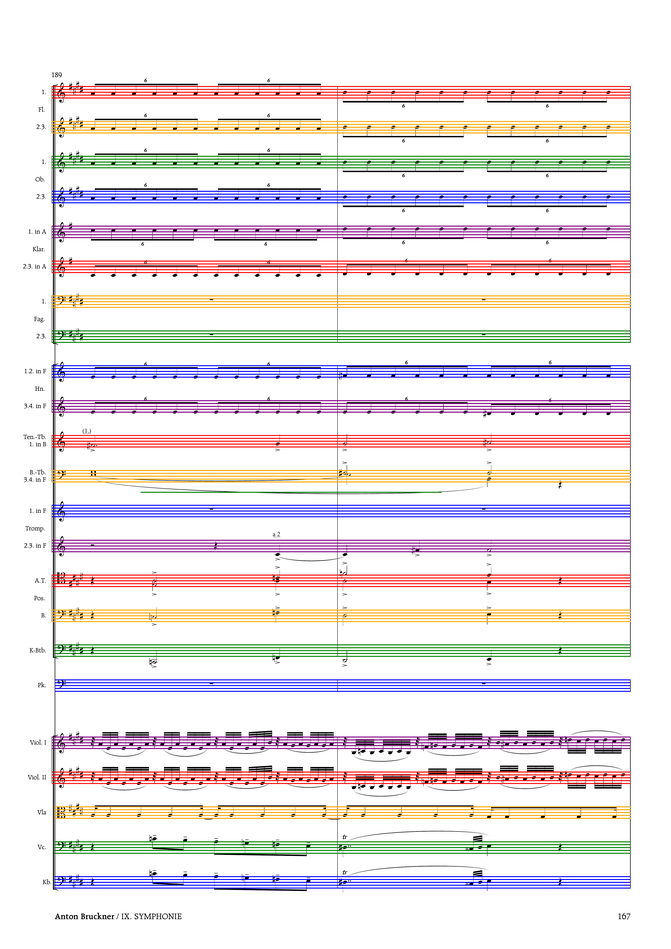 189
1.
Fl.
2.3.
1.
Ob.
2.3.
1. in A
Klar.
2.3. in A
1.
Fag.
2.3.
1.2. in F
Hn.
3.4. in F
(1.)
Ten.-Tb.
1. in B
B.-Tb.
3.4. in F
1. in F
Tromp.
a 2
2.3. in F
A.T.
Pos.
B.
K-Btb.
Pk.
Viol. I
Viol. II
Vla
Vc.
Kb.
Anton Bruckner / IX. SYMPHONIE 167